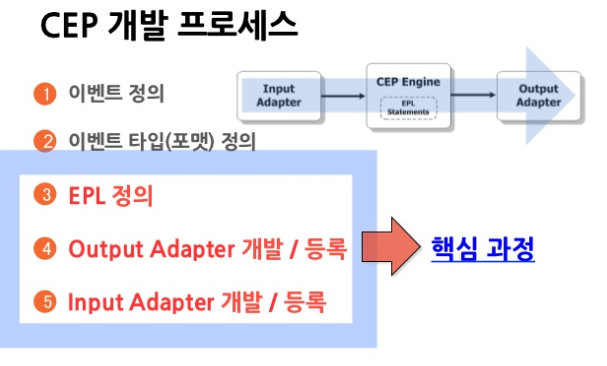 CEP 개발 프로세스
1 이벤트 정의
2 이벤트 타입(포맷) 정의
3 EPL 정의
4 Output Adapter 개발 / 등록
5 Input Adapter 개발 / 등록
Input
Adapter
CEP Engine
EPL
Statements
Output
Adapter
핵심 과정